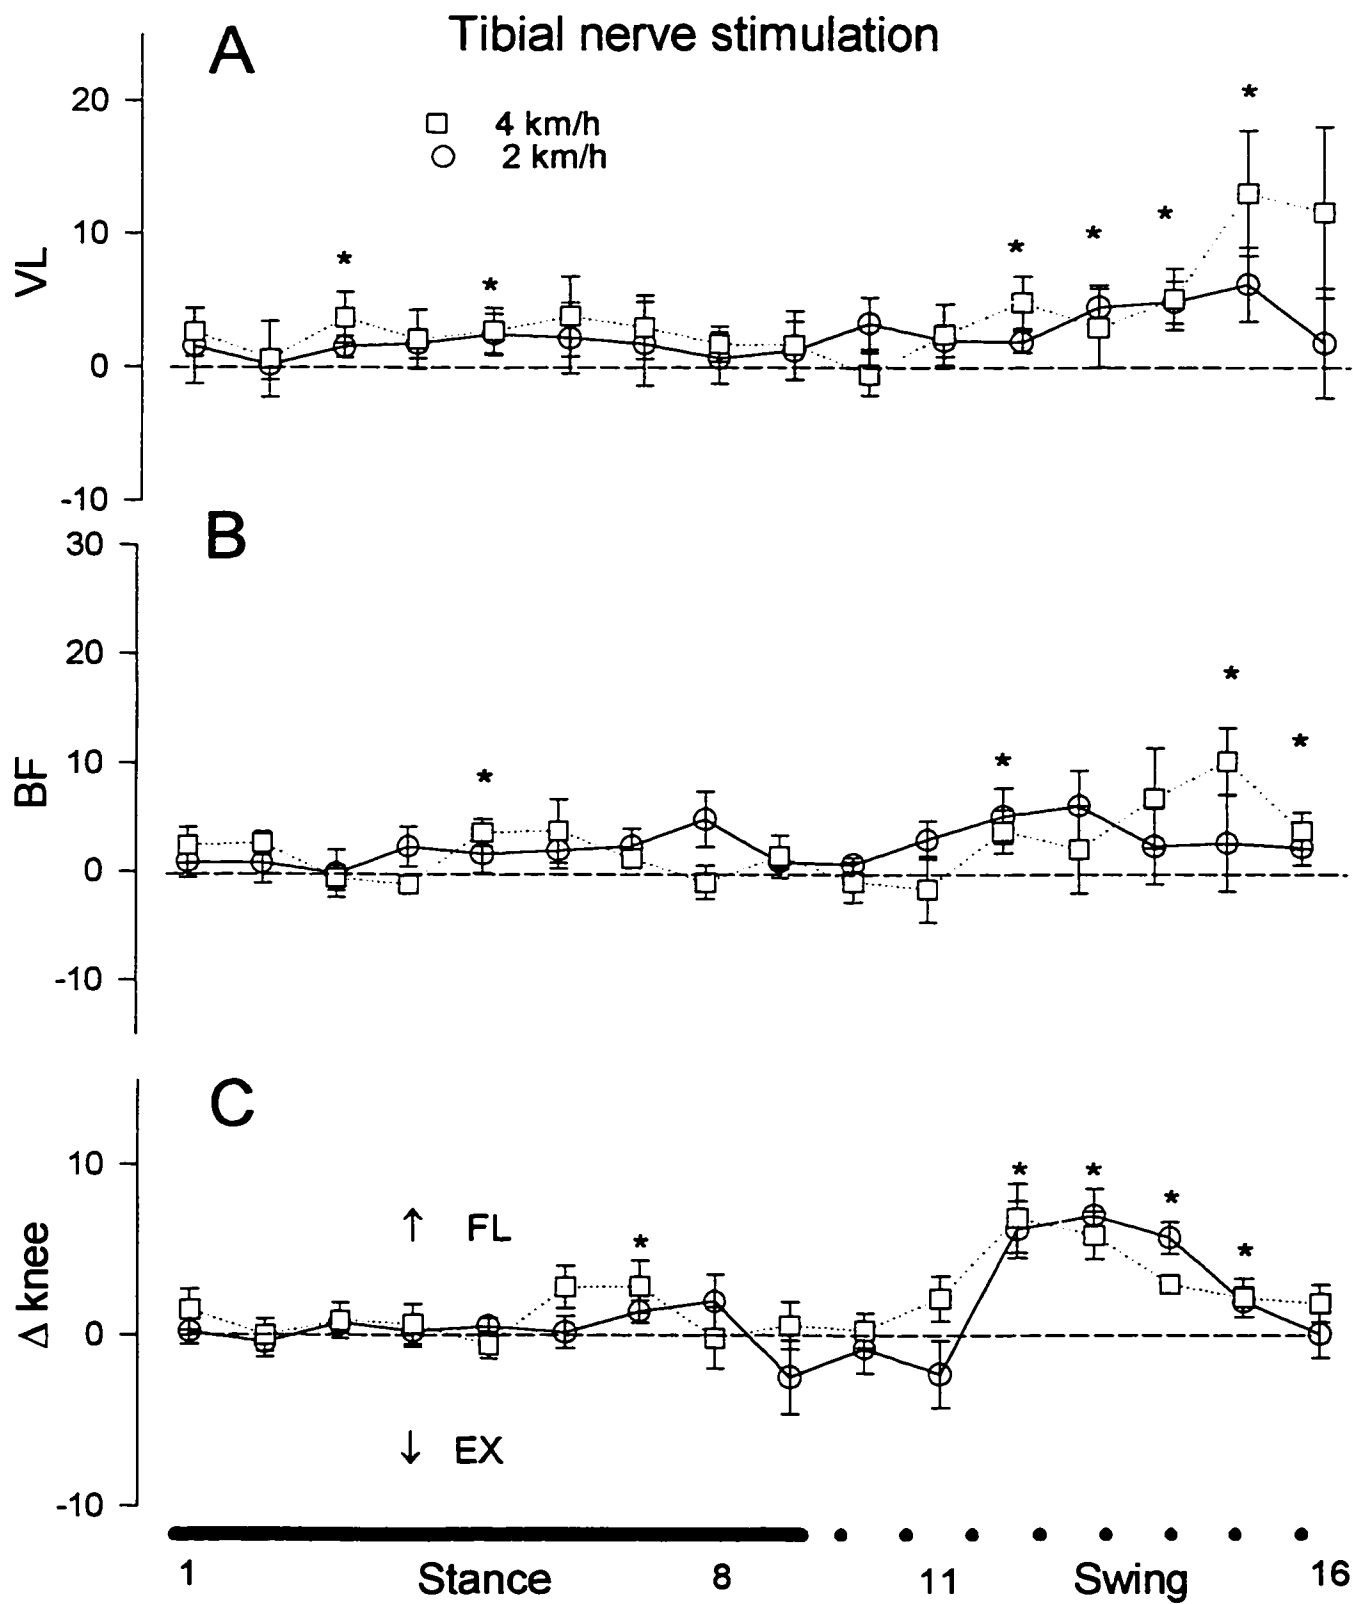 Tibial nerve stimulation
A
20
10
0
-10
VL
□ 4 km/h
○ 2 km/h
* * * * * *
B
30
20
10
0
-10
BF
* * * *
C
10
0
-10
Δ knee
↑ FL
↓ EX
* * * * *
1 Stance 8 11 Swing 16